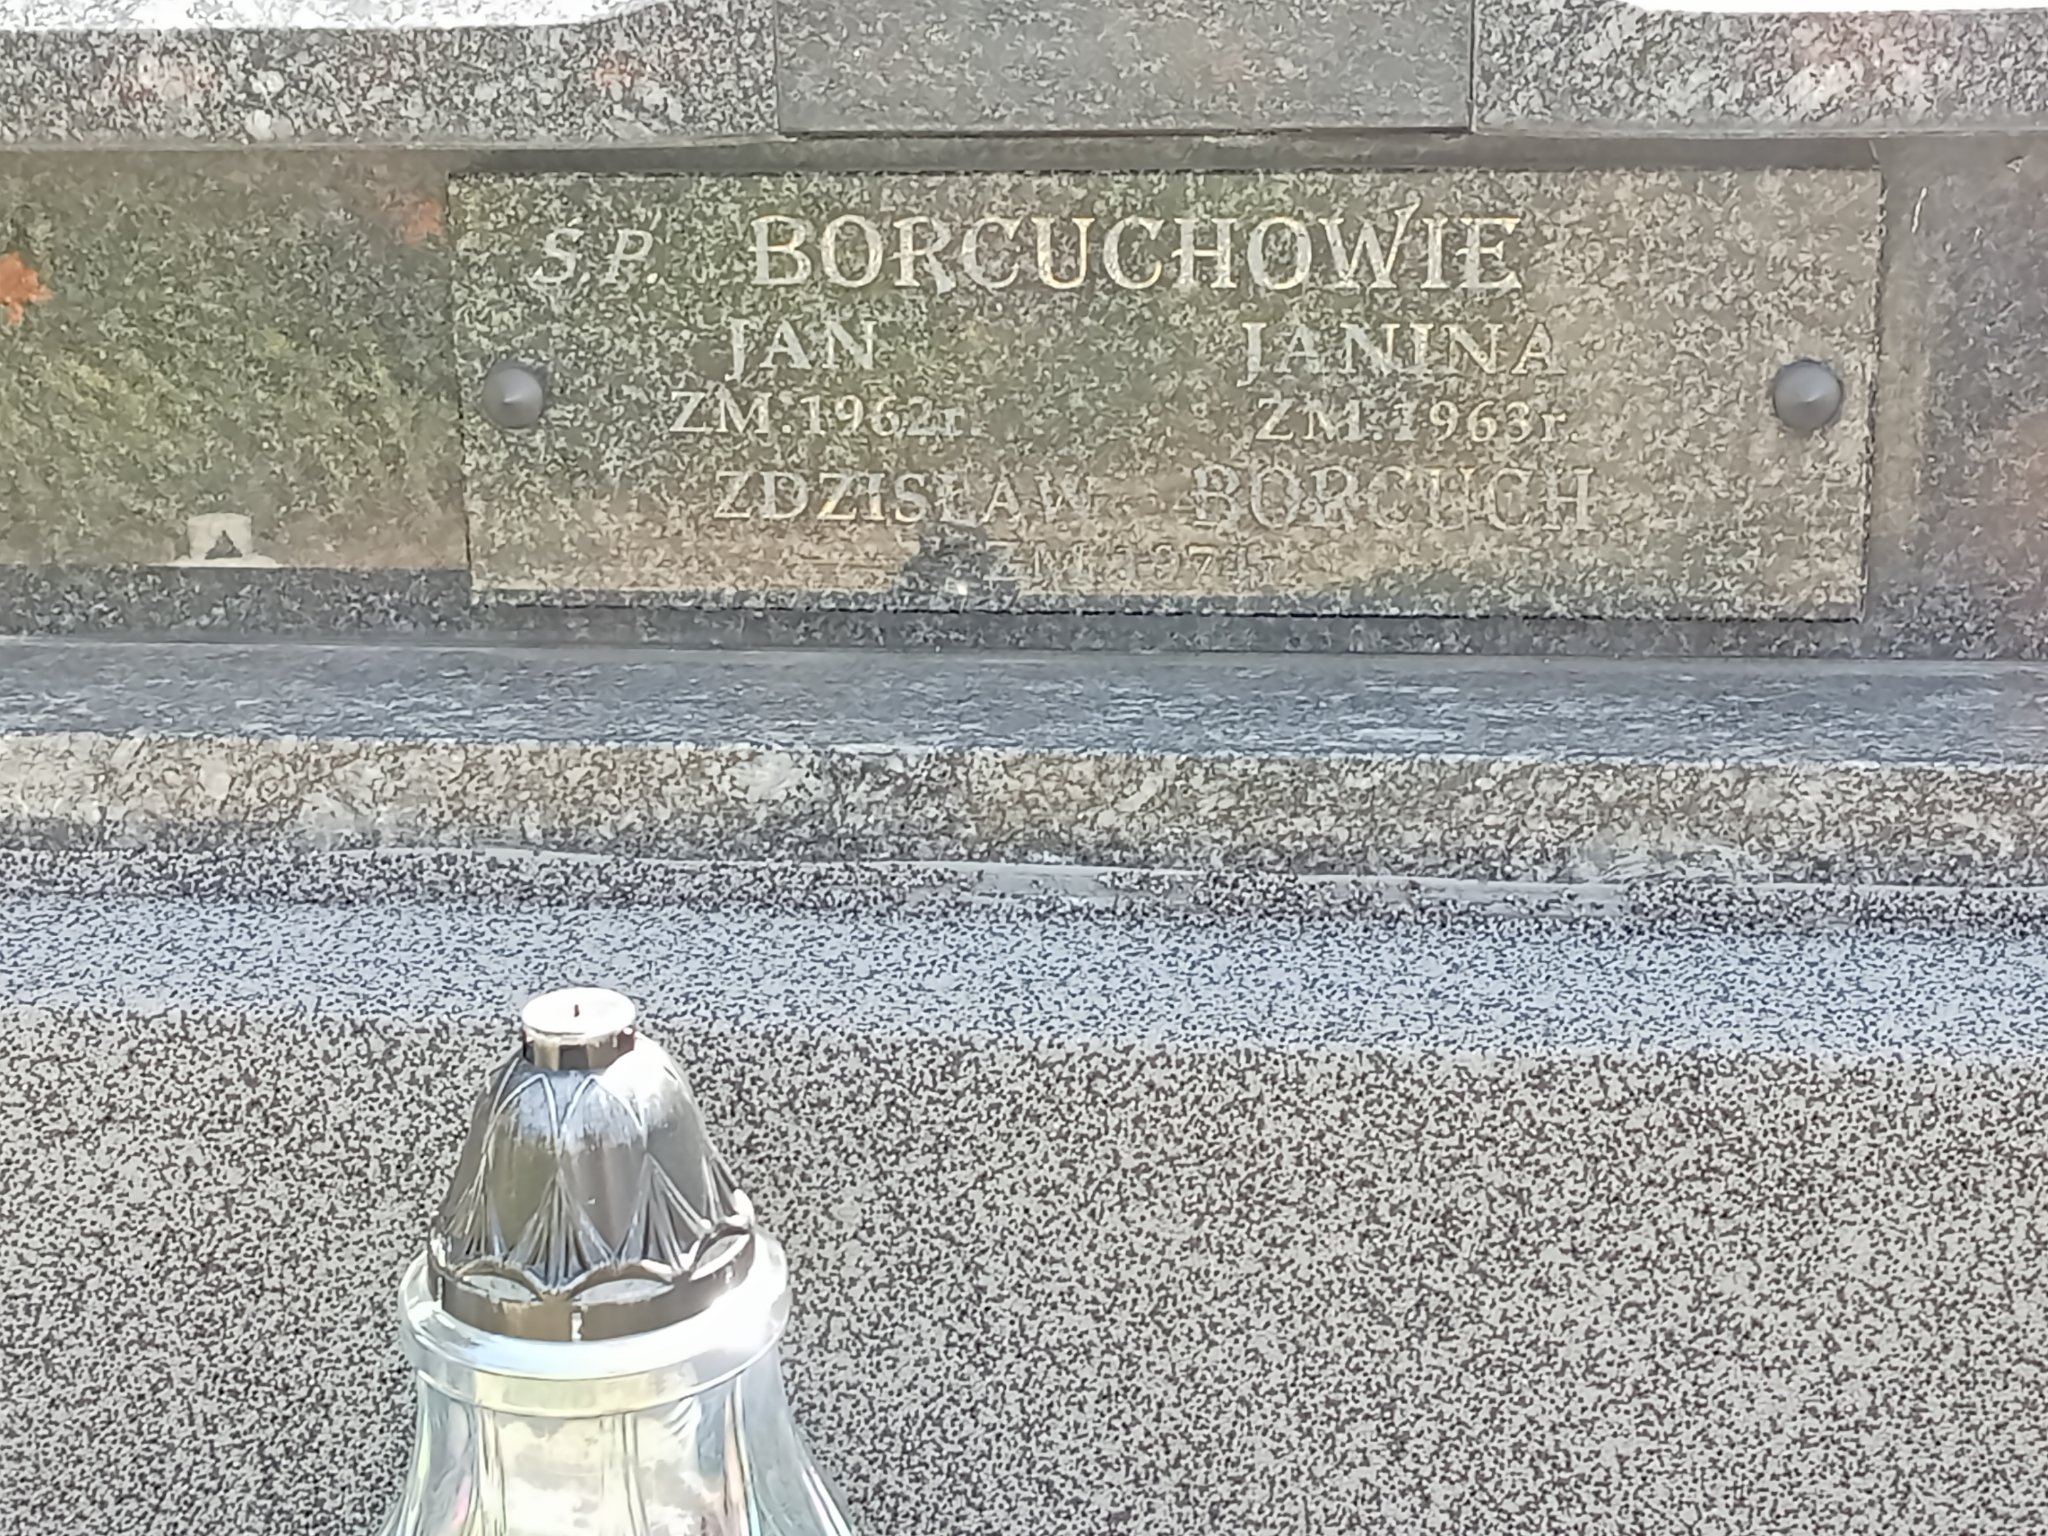 Ś.P. BORCUCHOWIE
JAN JANINA
ZM.1962r. ZM.1963r.
ZDZISŁAW BORCUCH